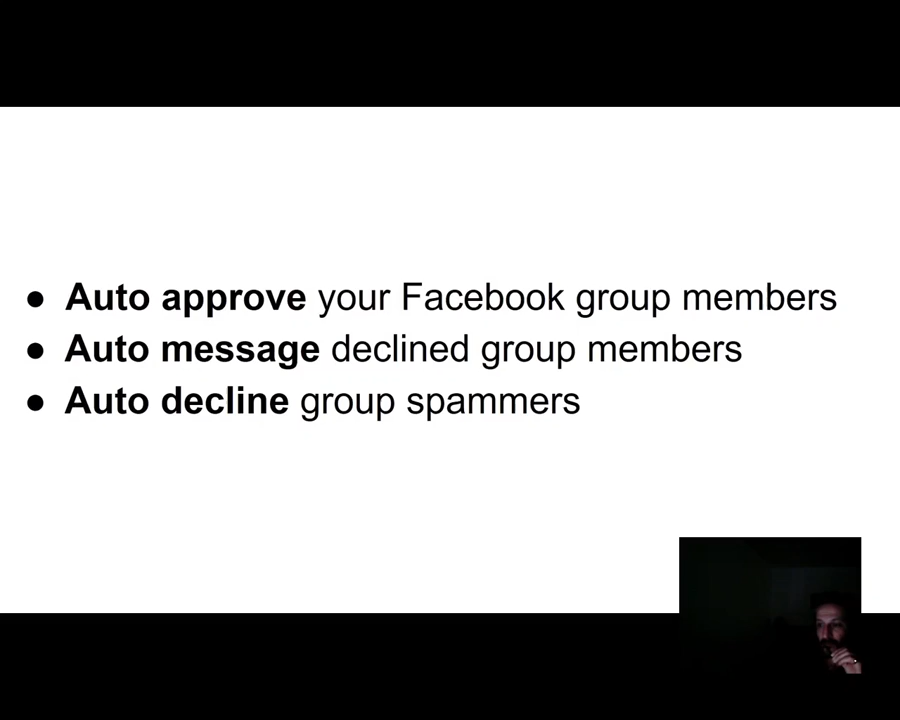 ● Auto approve your Facebook group members
● Auto message declined group members
● Auto decline group spammers